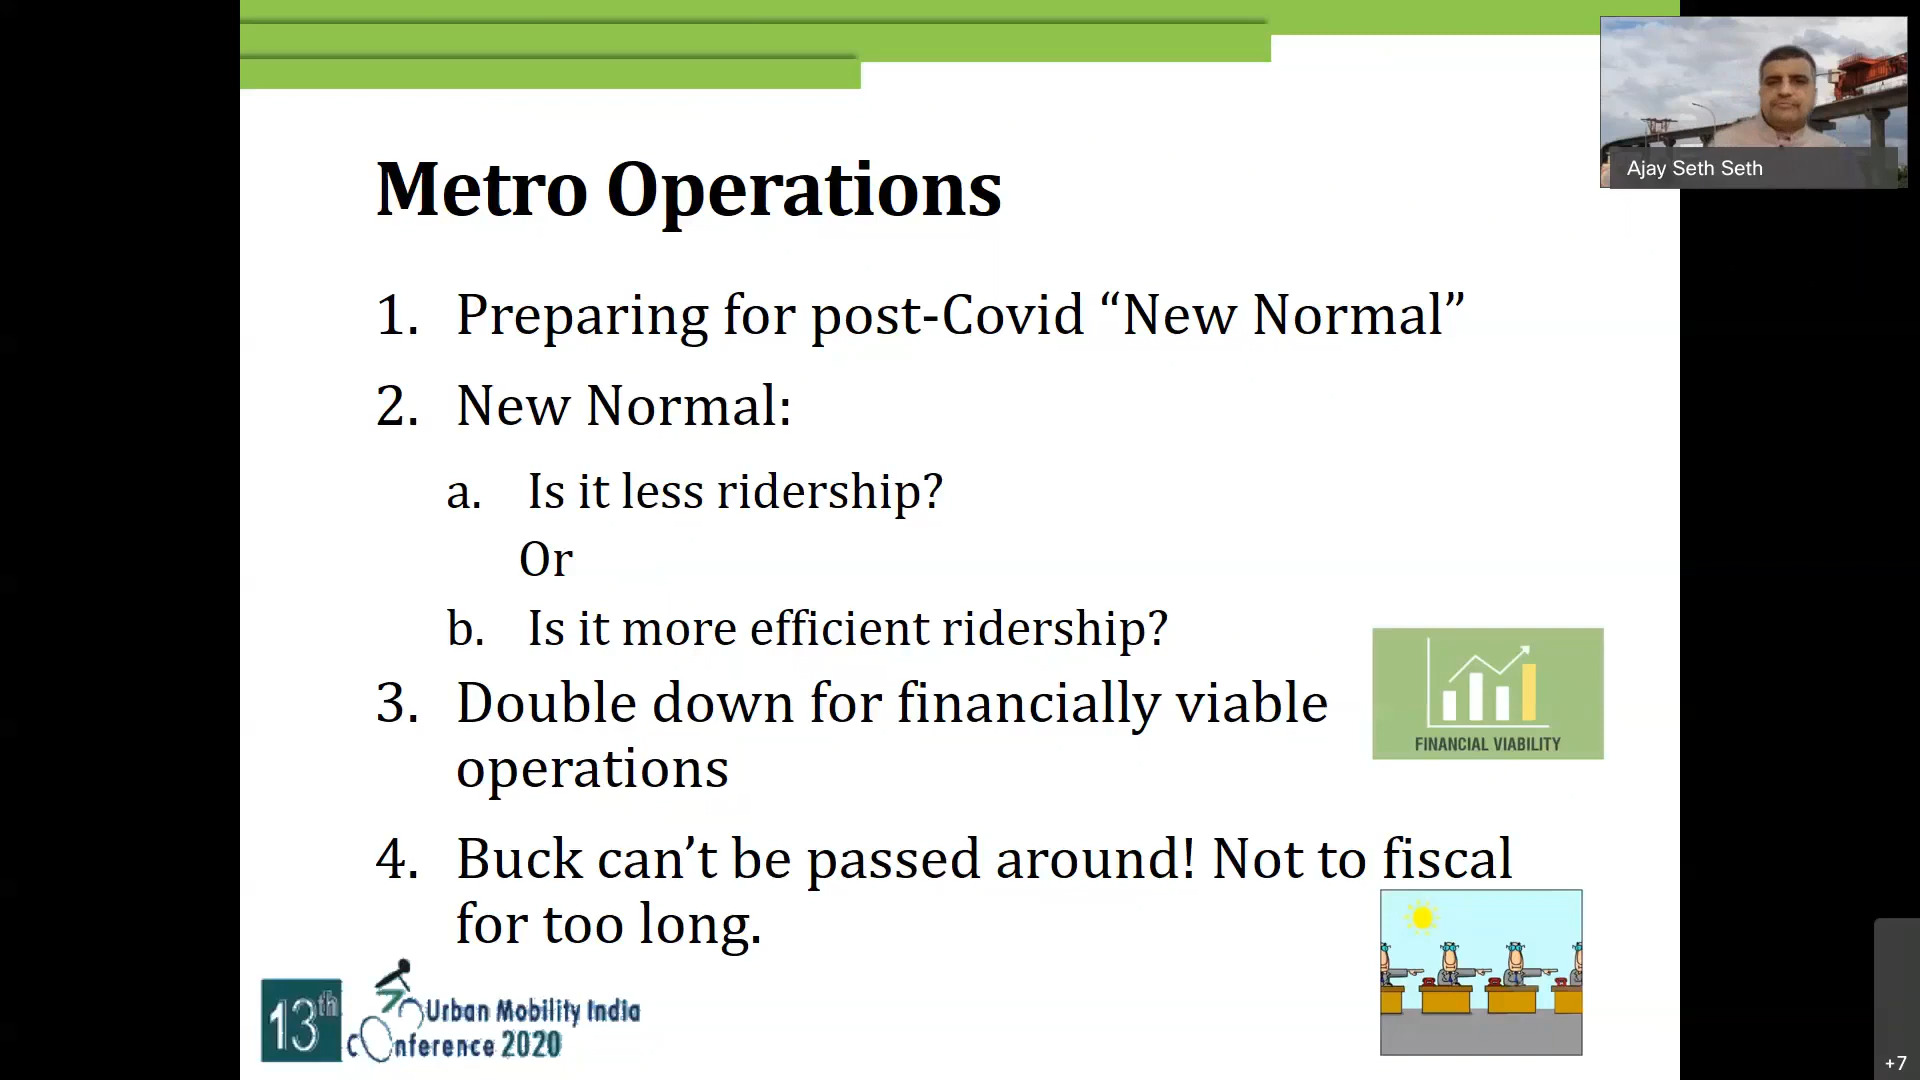 Ajay Seth Seth
Metro Operations
1. Preparing for post-Covid “New Normal”
2. New Normal:
a. Is it less ridership?
Or
b. Is it more efficient ridership?
3. Double down for financially viable
operations
FINANCIAL VIABILITY
4. Buck can’t be passed around! Not to fiscal
for too long.
13th
Urban Mobility India
Conference 2020
+7